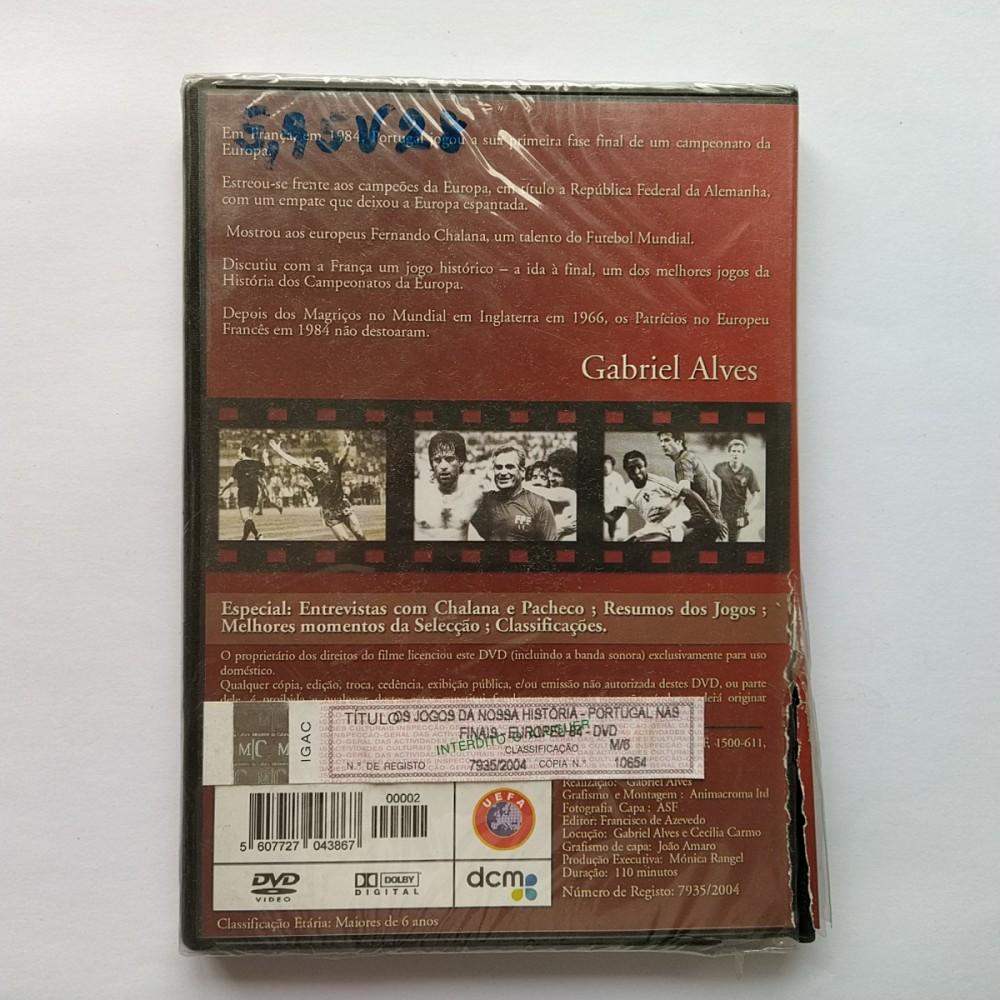 5,95V28
Em França, em 1984, Portugal jogou a sua primeira fase final de um campeonato da
Europa.
Estreou-se frente aos campeões da Europa, em título a República Federal da Alemanha,
com um empate que deixou a Europa espantada.
Mostrou aos europeus Fernando Chalana, um talento do Futebol Mundial.
Discutiu com a França um jogo histórico – a ida à final, um dos melhores jogos da
História dos Campeonatos da Europa.
Depois dos Magriços no Mundial em Inglaterra em 1966, os Patrícios no Europeu
Francês em 1984 não destoaram.
Gabriel Alves
Especial: Entrevistas com Chalana e Pacheco ; Resumos dos Jogos ;
Melhores momentos da Selecção ; Classificações.
O proprietário dos direitos do filme licenciou este DVD (incluindo a banda sonora) exclusivamente para uso
doméstico.
Qualquer cópia, edição, troca, cedência, exibição pública, e/ou emissão não autorizada destes DVD, ou parte
originar
IGAC
TÍTULO OS JOGOS DA NOSSA HISTÓRIA - PORTUGAL NAS
FINAIS - EUROPEU 84 - DVD
INTERDITO O ALUGUER
CLASSIFICAÇÃO M/6
N.º DE REGISTO 7935/2004 CÓPIA N.º 10654
1500-611,
Realização: Gabriel Alves
Grafismo e Montagem : Animacroma ltd
Fotografia Capa : ASF
Editor: Francisco de Azevedo
Locução: Gabriel Alves e Cecilia Carmo
Grafismo de capa: João Amaro
Produção Executiva: Mónica Rangel
Duração: 110 minutos
Número de Registo: 7935/2004
00002
5 607727 043867
UEFA
DVD
VIDEO
DOLBY
DIGITAL
dcm
Classificação Etária: Maiores de 6 anos